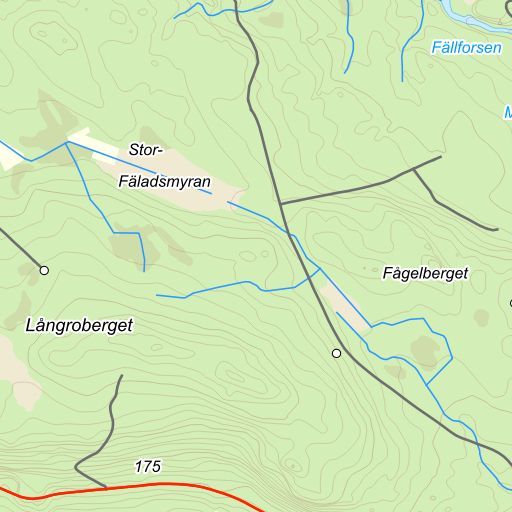 Fällforsen
M
Stor-
Fäladsmyran
Fågelberget
Långroberget
175